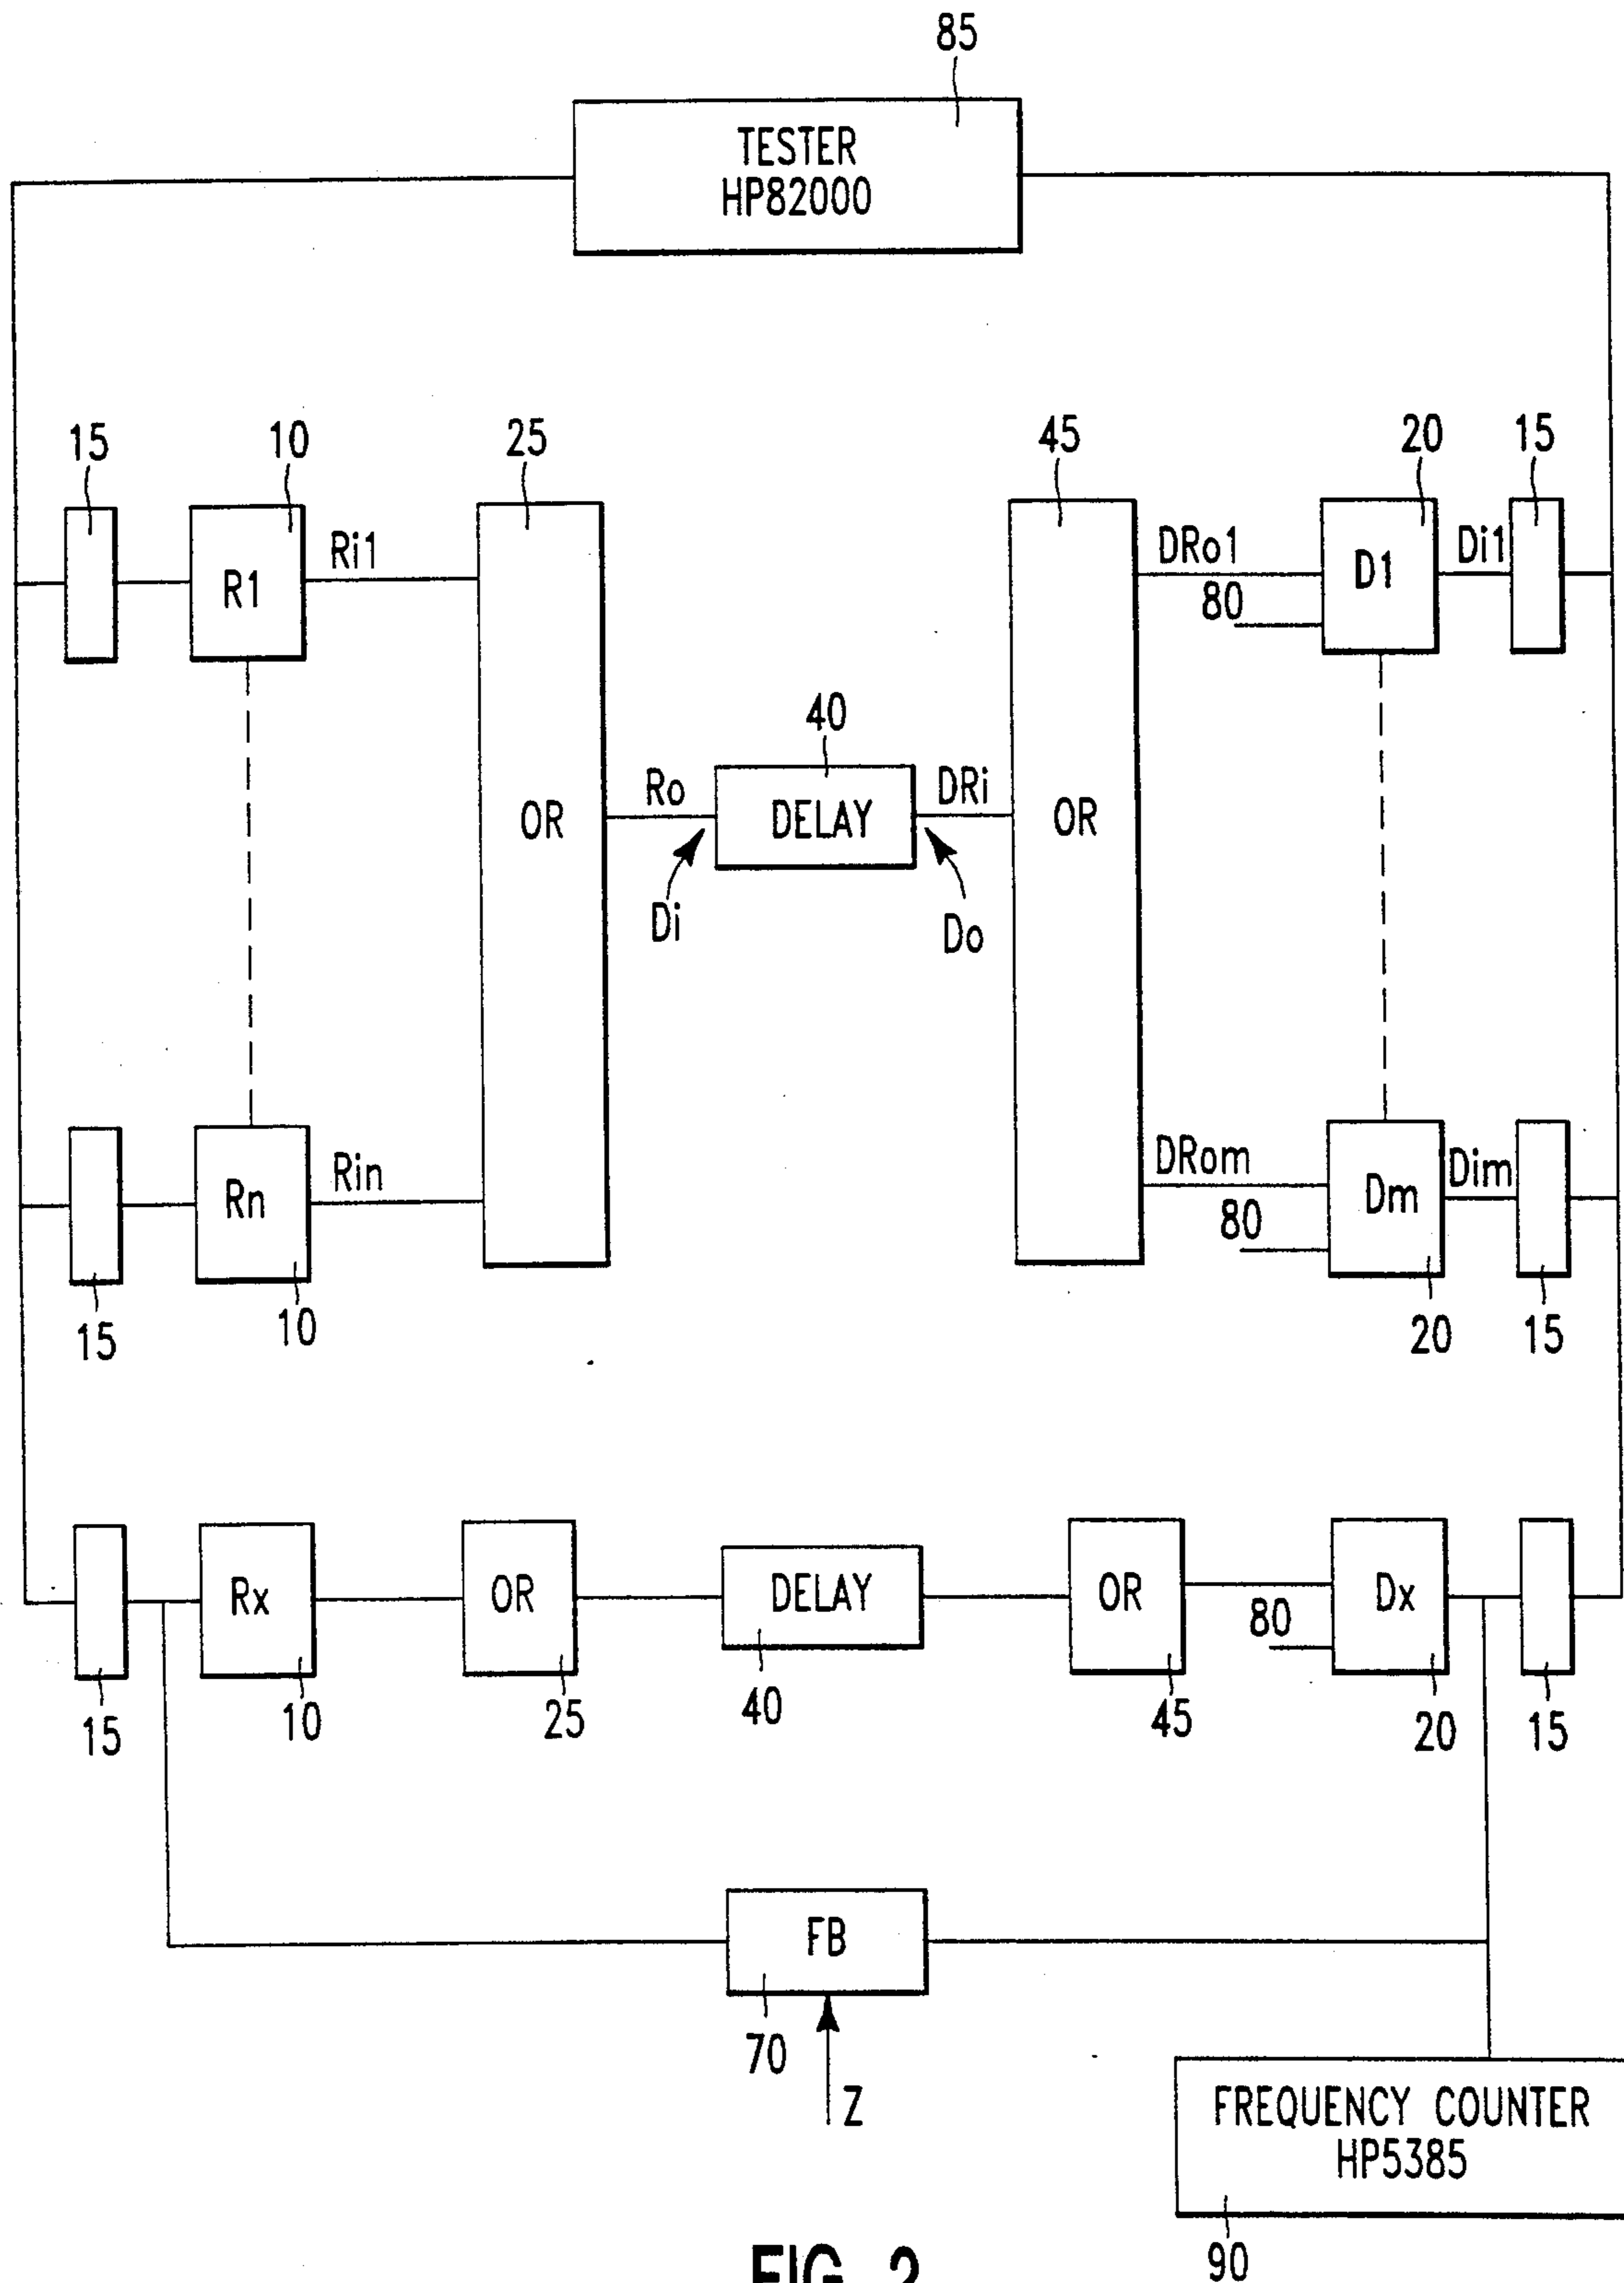 85
TESTER
HP82000
15
10
25
45
20
15
Ri1
R1
DRo1
80
D1
Di1
40
Ro
DELAY
DRi
OR
OR
Di
Do
Rin
Rn
DRom
80
Dm
Dim
15
10
20
15
Rx
OR
DELAY
OR
80
Dx
15
10
25
40
45
20
15
FB
70
Z
FREQUENCY COUNTER
HP5385
90
FIG. 2